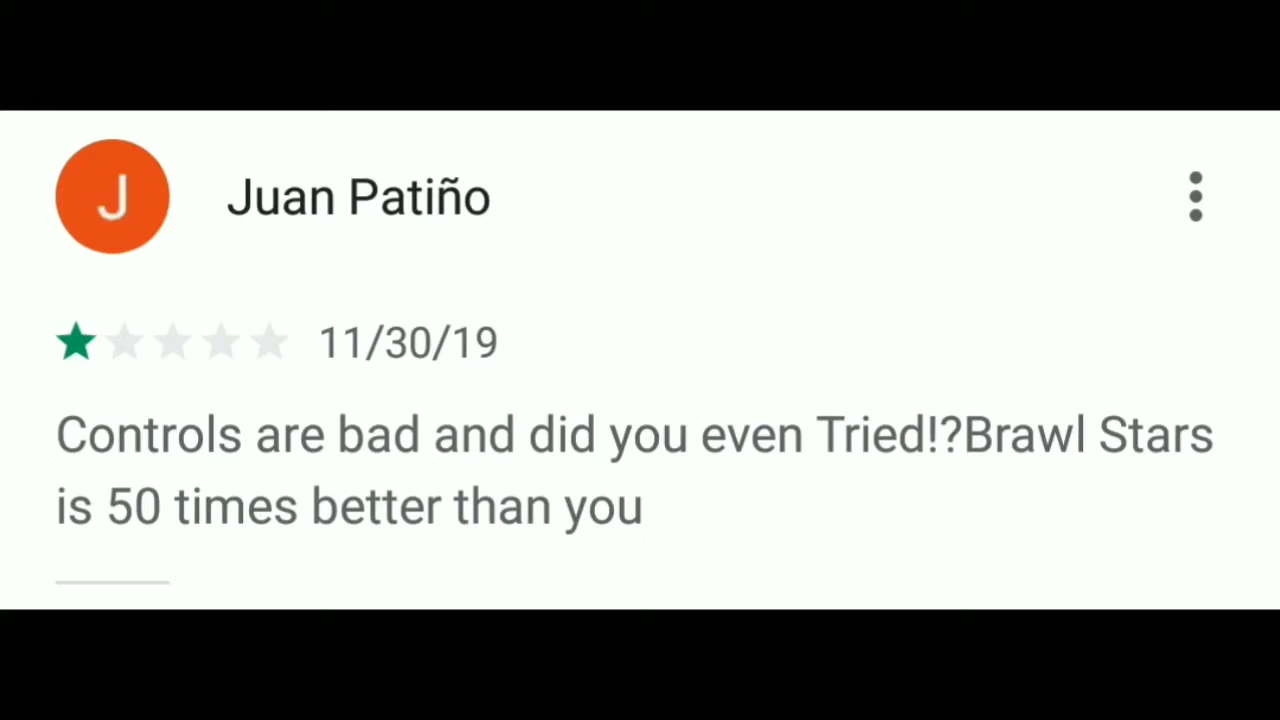 J
Juan Patiño
11/30/19
Controls are bad and did you even Tried!?Brawl Stars
is 50 times better than you